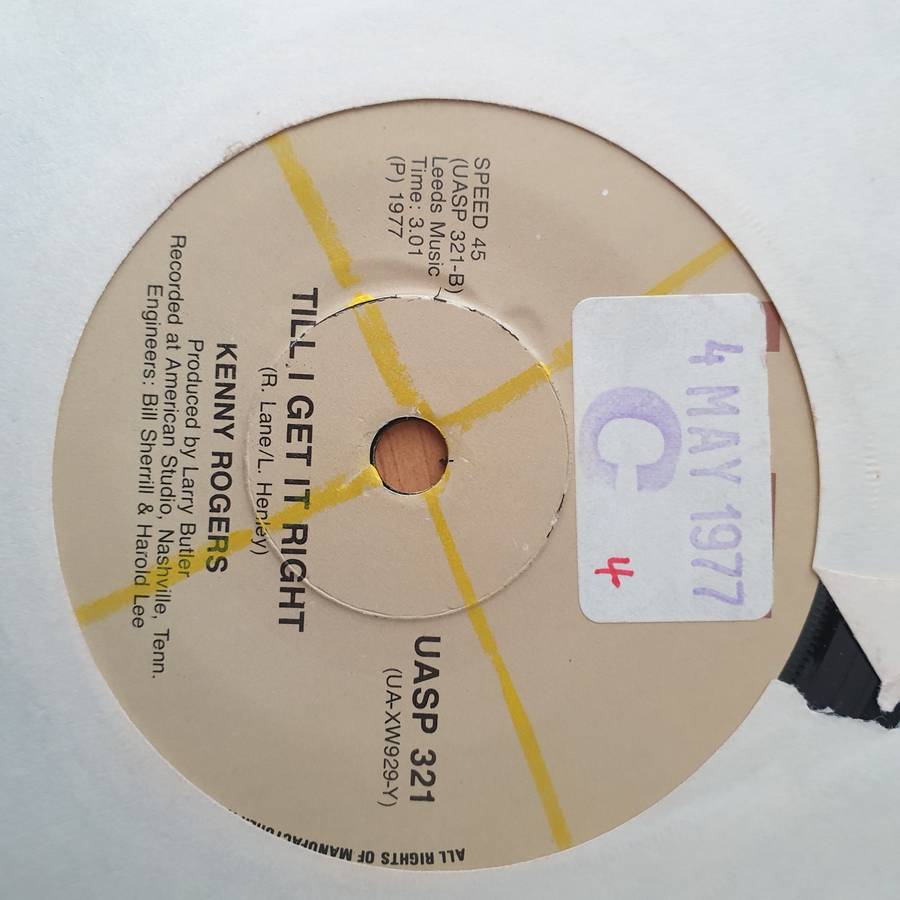 4 MAY 1977
C
4
SPEED 45
(UASP 321-B)
Leeds Music
Time: 3.01
(P) 1977
UASP 321
(UA-XW929-Y)
TILL I GET IT RIGHT
(R. Lane/L. Henley)
KENNY ROGERS
Produced by Larry Butler
Recorded at American Studio, Nashville, Tenn.
Engineers: Bill Sherrill & Harold Lee
ALL RIGHTS OF